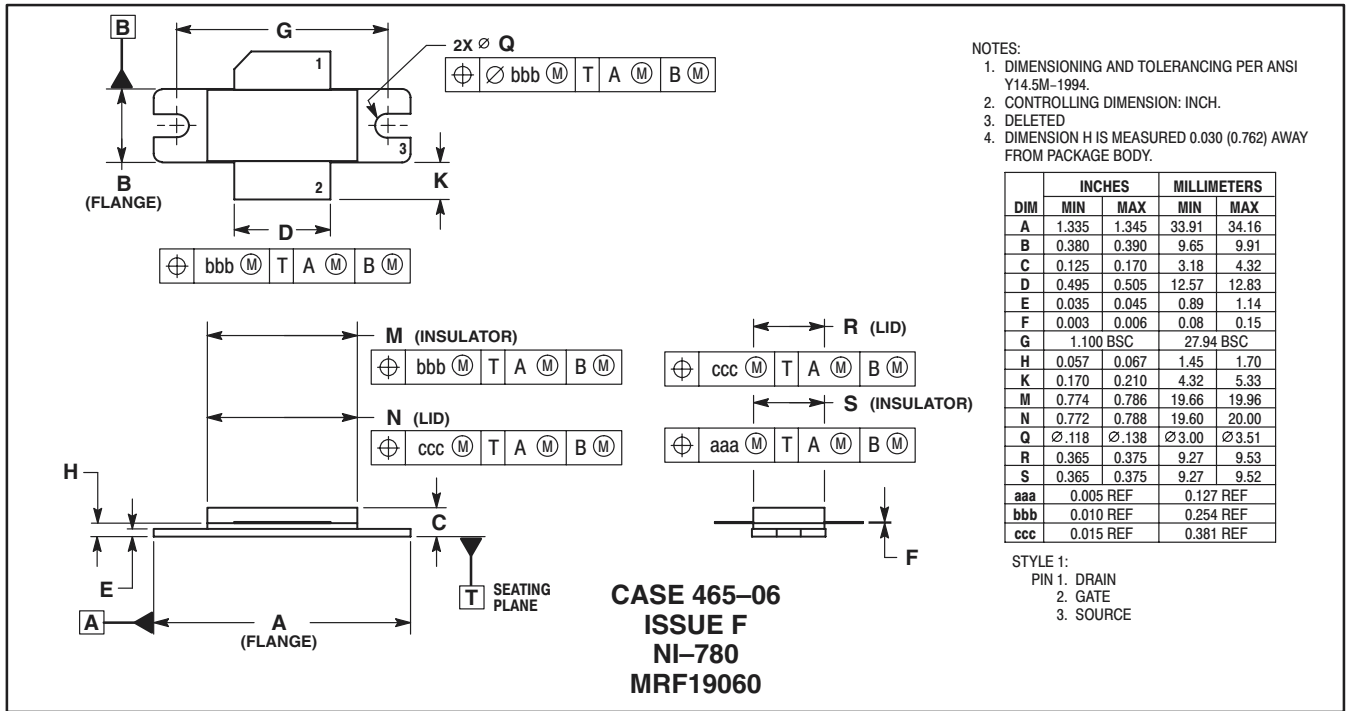 B
G
2X ∅ Q
⌖ ∅ bbb Ⓜ T A Ⓜ B Ⓜ
1
3
2
B
(FLANGE)
K
D
⌖ bbb Ⓜ T A Ⓜ B Ⓜ
M (INSULATOR)
⌖ bbb Ⓜ T A Ⓜ B Ⓜ
N (LID)
⌖ ccc Ⓜ T A Ⓜ B Ⓜ
R (LID)
⌖ ccc Ⓜ T A Ⓜ B Ⓜ
S (INSULATOR)
⌖ aaa Ⓜ T A Ⓜ B Ⓜ
H
C
E
F
T SEATING
PLANE
A
A
(FLANGE)
CASE 465–06
ISSUE F
NI–780
MRF19060
NOTES:
1. DIMENSIONING AND TOLERANCING PER ANSI
Y14.5M–1994.
2. CONTROLLING DIMENSION: INCH.
3. DELETED
4. DIMENSION H IS MEASURED 0.030 (0.762) AWAY
FROM PACKAGE BODY.
INCHES MILLIMETERS
DIM MIN MAX MIN MAX
A 1.335 1.345 33.91 34.16
B 0.380 0.390 9.65 9.91
C 0.125 0.170 3.18 4.32
D 0.495 0.505 12.57 12.83
E 0.035 0.045 0.89 1.14
F 0.003 0.006 0.08 0.15
G 1.100 BSC 27.94 BSC
H 0.057 0.067 1.45 1.70
K 0.170 0.210 4.32 5.33
M 0.774 0.786 19.66 19.96
N 0.772 0.788 19.60 20.00
Q ∅.118 ∅.138 ∅3.00 ∅3.51
R 0.365 0.375 9.27 9.53
S 0.365 0.375 9.27 9.52
aaa 0.005 REF 0.127 REF
bbb 0.010 REF 0.254 REF
ccc 0.015 REF 0.381 REF
STYLE 1:
PIN 1. DRAIN
2. GATE
3. SOURCE